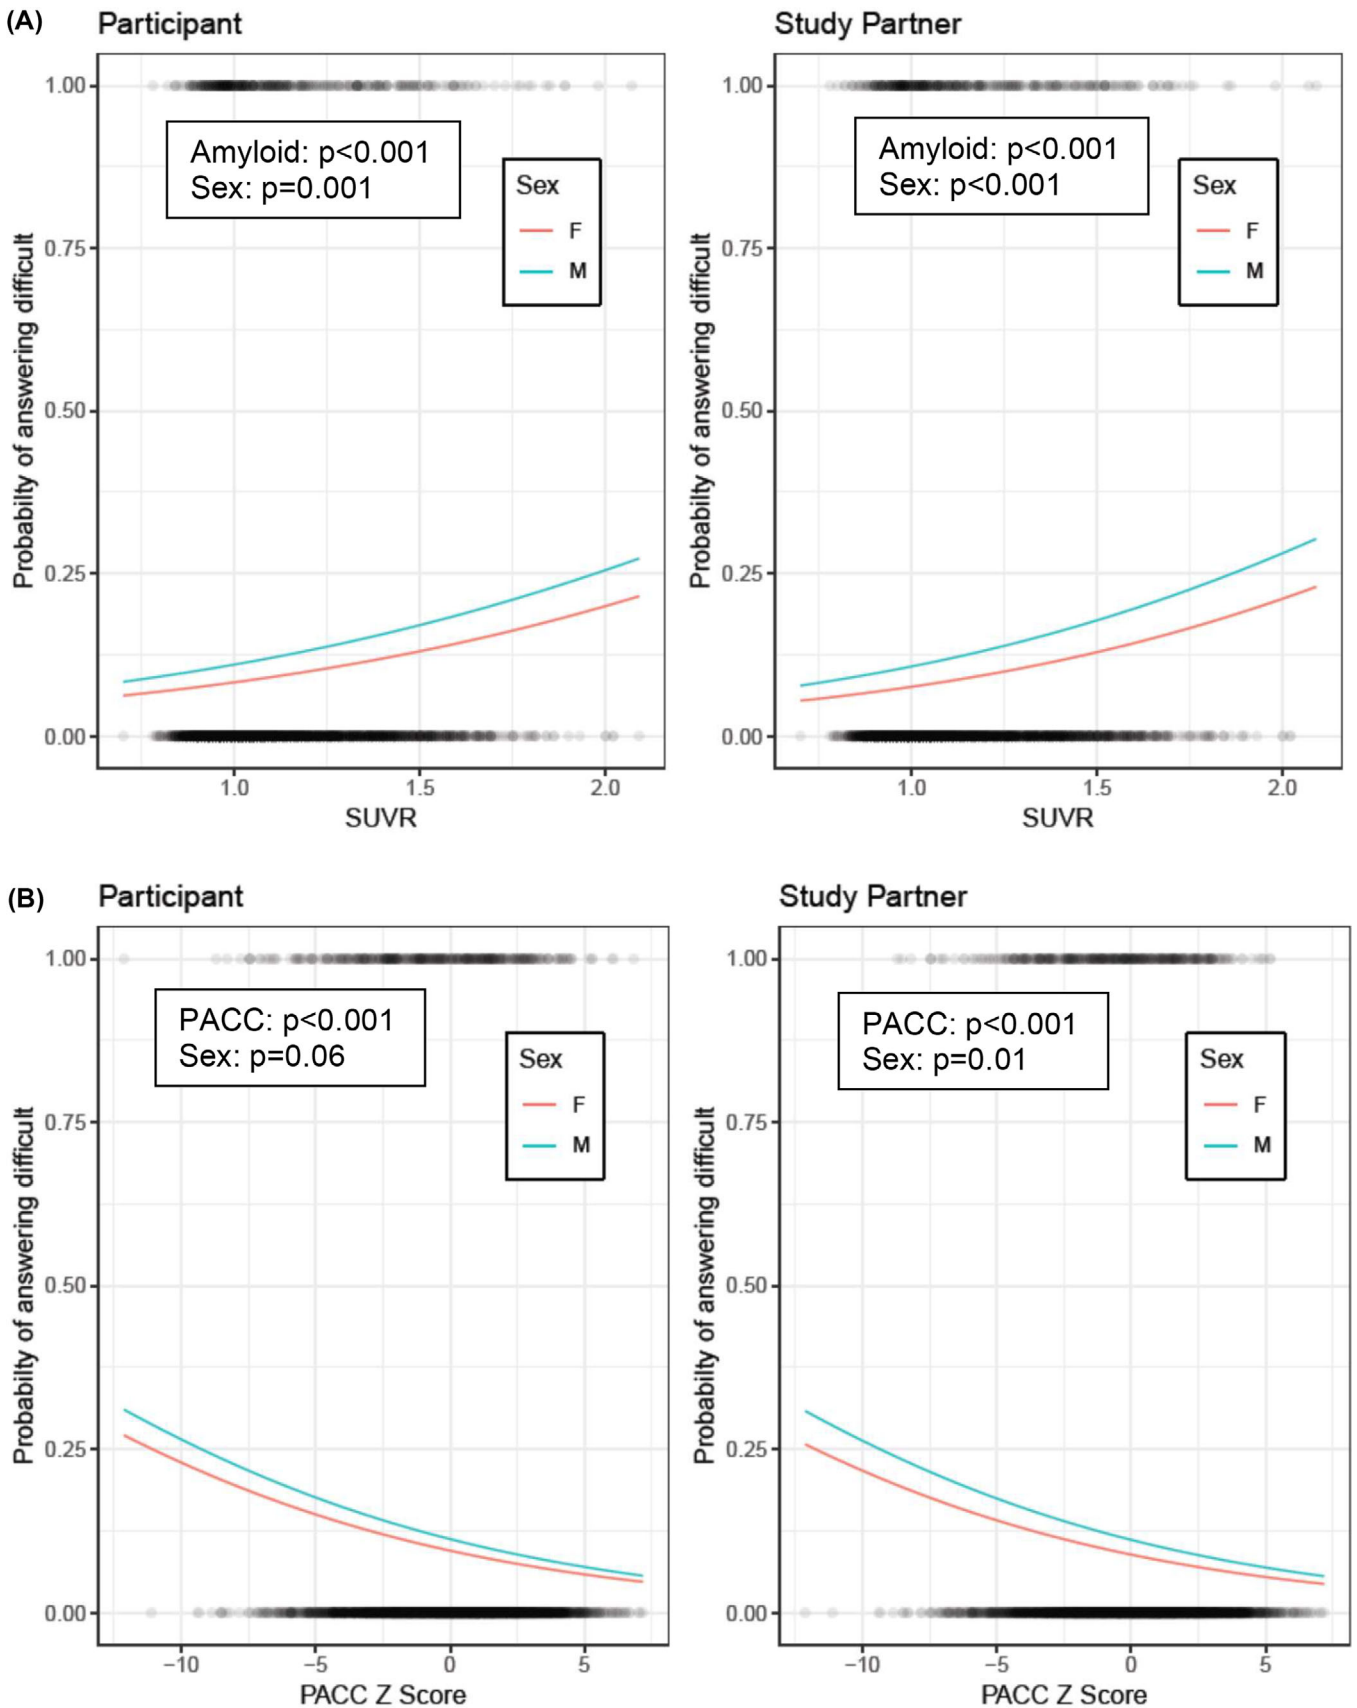 (A)
Participant
Study Partner
1.00
0.75
0.50
0.25
0.00
Probabilty of answering difficult
Amyloid: p<0.001
Sex: p=0.001
Sex
F
M
1.0
1.5
2.0
SUVR
1.00
0.75
0.50
0.25
0.00
Probabilty of answering difficult
Amyloid: p<0.001
Sex: p<0.001
Sex
F
M
1.0
1.5
2.0
SUVR
(B)
Participant
Study Partner
1.00
0.75
0.50
0.25
0.00
Probabilty of answering difficult
PACC: p<0.001
Sex: p=0.06
Sex
F
M
−10
−5
0
5
PACC Z Score
1.00
0.75
0.50
0.25
0.00
Probabilty of answering difficult
PACC: p<0.001
Sex: p=0.01
Sex
F
M
−10
−5
0
5
PACC Z Score